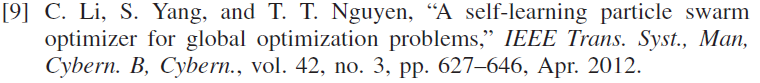 [9] C. Li, S. Yang, and T. T. Nguyen, “A self-learning particle swarm
optimizer for global optimization problems,” IEEE Trans. Syst., Man,
Cybern. B, Cybern., vol. 42, no. 3, pp. 627–646, Apr. 2012.